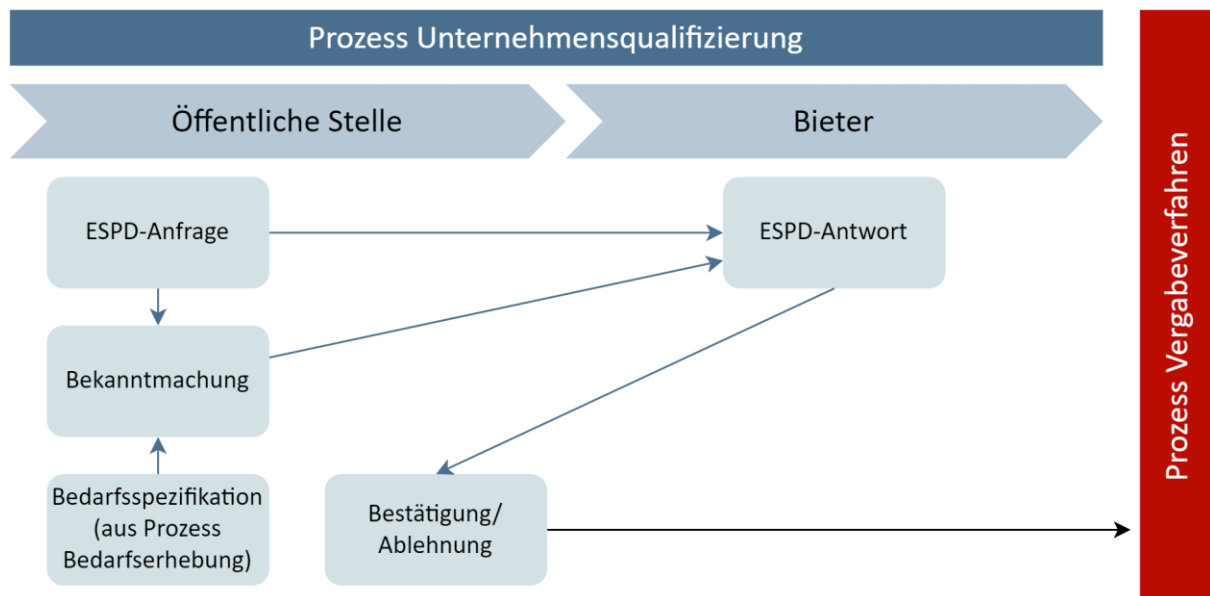 Prozess Unternehmensqualifizierung
Öffentliche Stelle
Bieter
ESPD-Anfrage
ESPD-Antwort
Bekanntmachung
Bedarfsspezifikation
(aus Prozess
Bedarfserhebung)
Bestätigung/
Ablehnung
Prozess Vergabeverfahren